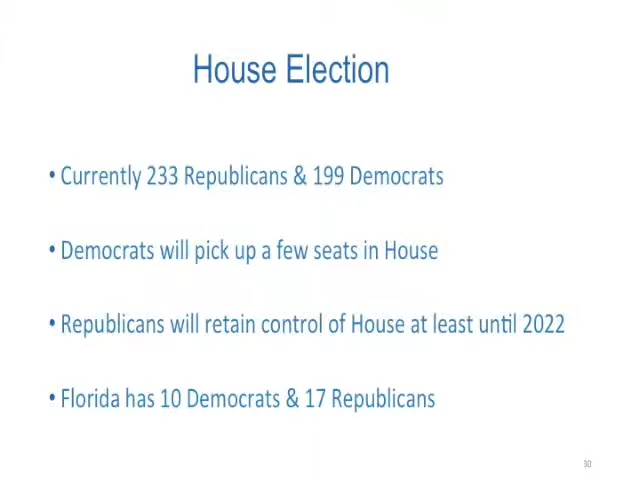 House Election
• Currently 233 Republicans & 199 Democrats
• Democrats will pick up a few seats in House
• Republicans will retain control of House at least until 2022
• Florida has 10 Democrats & 17 Republicans
30